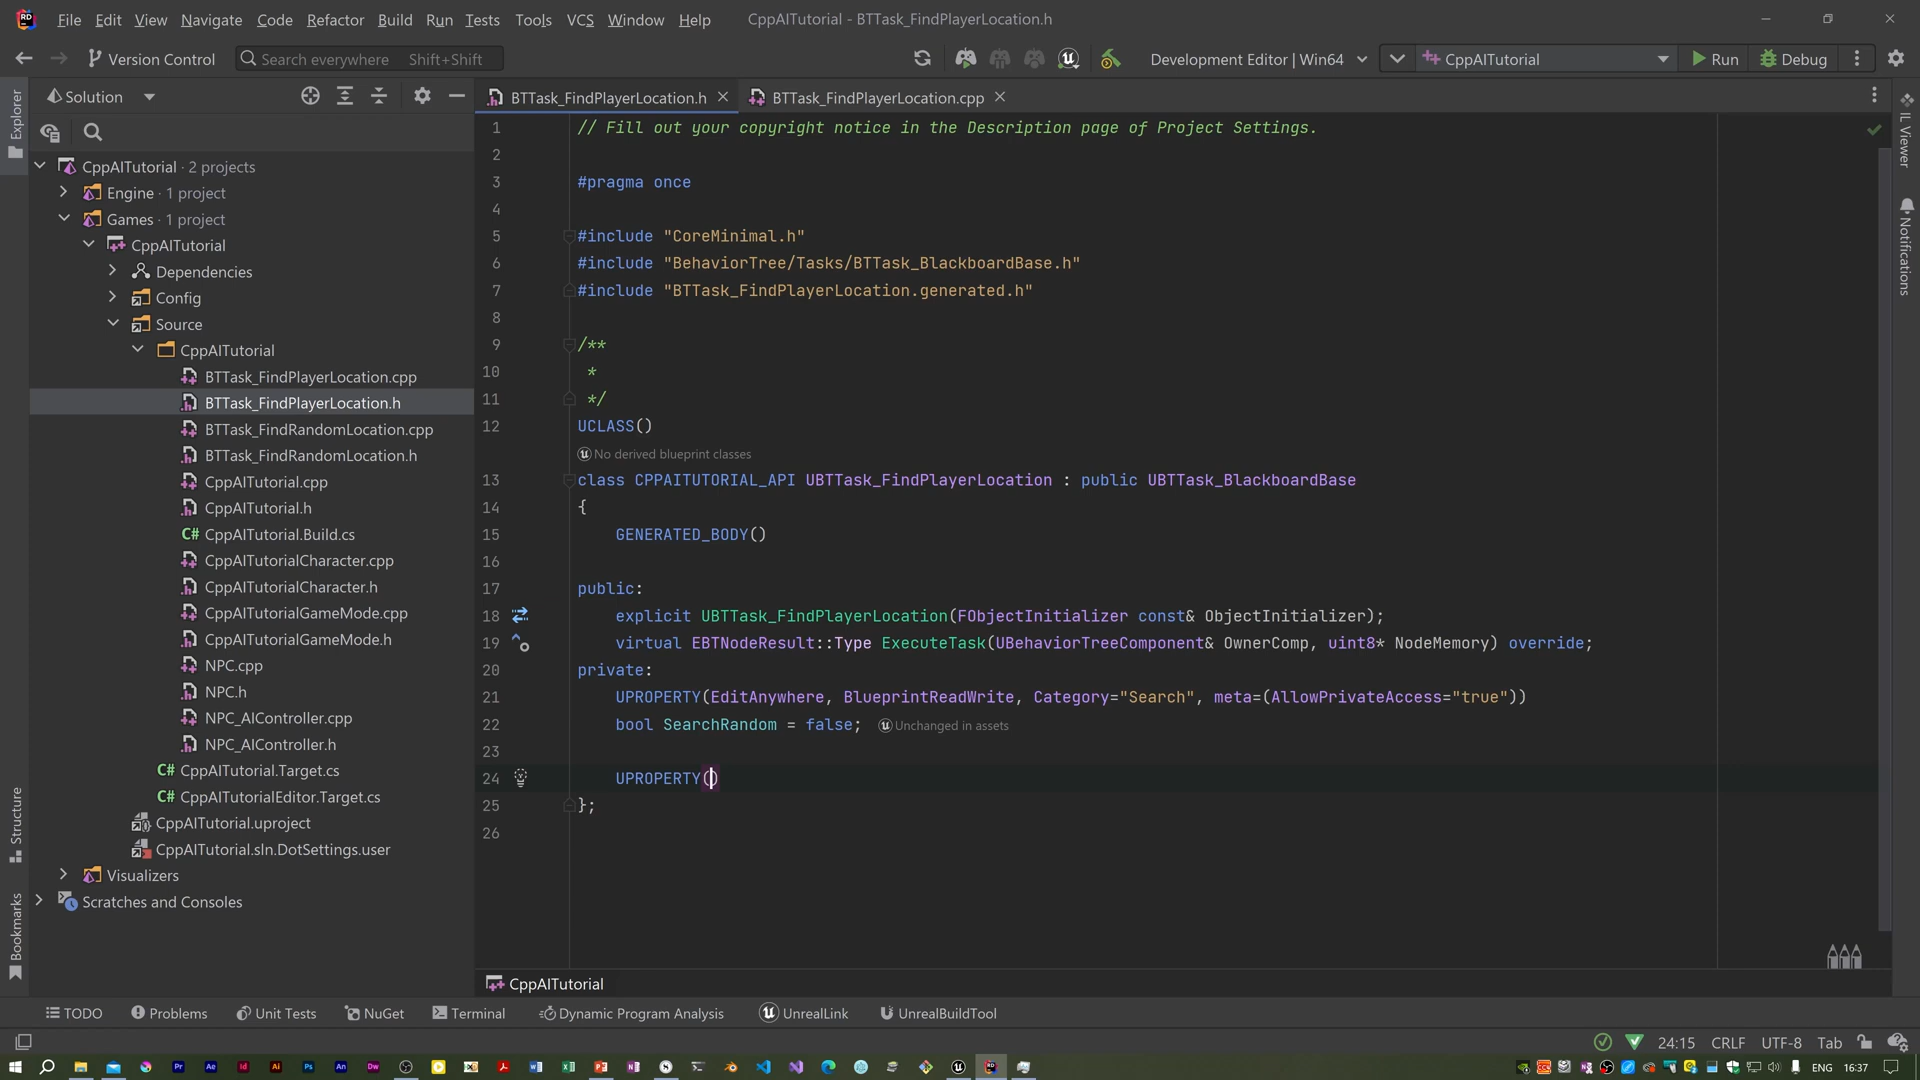 File Edit View Navigate Code Refactor Build Run Tests Tools VCS Window Help CppAITutorial - BTTask_FindPlayerLocation.h
Version Control Search everywhere Shift+Shift Development Editor | Win64 CppAITutorial Run Debug
Explorer
Solution
BTTask_FindPlayerLocation.h BTTask_FindPlayerLocation.cpp
CppAITutorial · 2 projects
Engine · 1 project
Games · 1 project
CppAITutorial
Dependencies
Config
Source
CppAITutorial
BTTask_FindPlayerLocation.cpp
BTTask_FindPlayerLocation.h
BTTask_FindRandomLocation.cpp
BTTask_FindRandomLocation.h
CppAITutorial.cpp
CppAITutorial.h
C# CppAITutorial.Build.cs
CppAITutorialCharacter.cpp
CppAITutorialCharacter.h
CppAITutorialGameMode.cpp
CppAITutorialGameMode.h
NPC.cpp
NPC.h
NPC_AIController.cpp
NPC_AIController.h
C# CppAITutorial.Target.cs
C# CppAITutorialEditor.Target.cs
CppAITutorial.uproject
CppAITutorial.sln.DotSettings.user
Visualizers
Scratches and Consoles
Structure
Bookmarks
1 // Fill out your copyright notice in the Description page of Project Settings.
2
3 #pragma once
4
5 #include "CoreMinimal.h"
6 #include "BehaviorTree/Tasks/BTTask_BlackboardBase.h"
7 #include "BTTask_FindPlayerLocation.generated.h"
8
9 /**
10 *
11 */
12 UCLASS()
No derived blueprint classes
13 class CPPAITUTORIAL_API UBTTask_FindPlayerLocation : public UBTTask_BlackboardBase
14 {
15 GENERATED_BODY()
16
17 public:
18 explicit UBTTask_FindPlayerLocation(FObjectInitializer const& ObjectInitializer);
19 virtual EBTNodeResult::Type ExecuteTask(UBehaviorTreeComponent& OwnerComp, uint8* NodeMemory) override;
20 private:
21 UPROPERTY(EditAnywhere, BlueprintReadWrite, Category="Search", meta=(AllowPrivateAccess="true"))
22 bool SearchRandom = false; Unchanged in assets
23
24 UPROPERTY()
25 };
26
IL Viewer
Notifications
CppAITutorial
TODO Problems Unit Tests NuGet Terminal Dynamic Program Analysis UnrealLink UnrealBuildTool
24:15 CRLF UTF-8 Tab
Pr Ae Id Ai Ps An Dw ENG 16:37